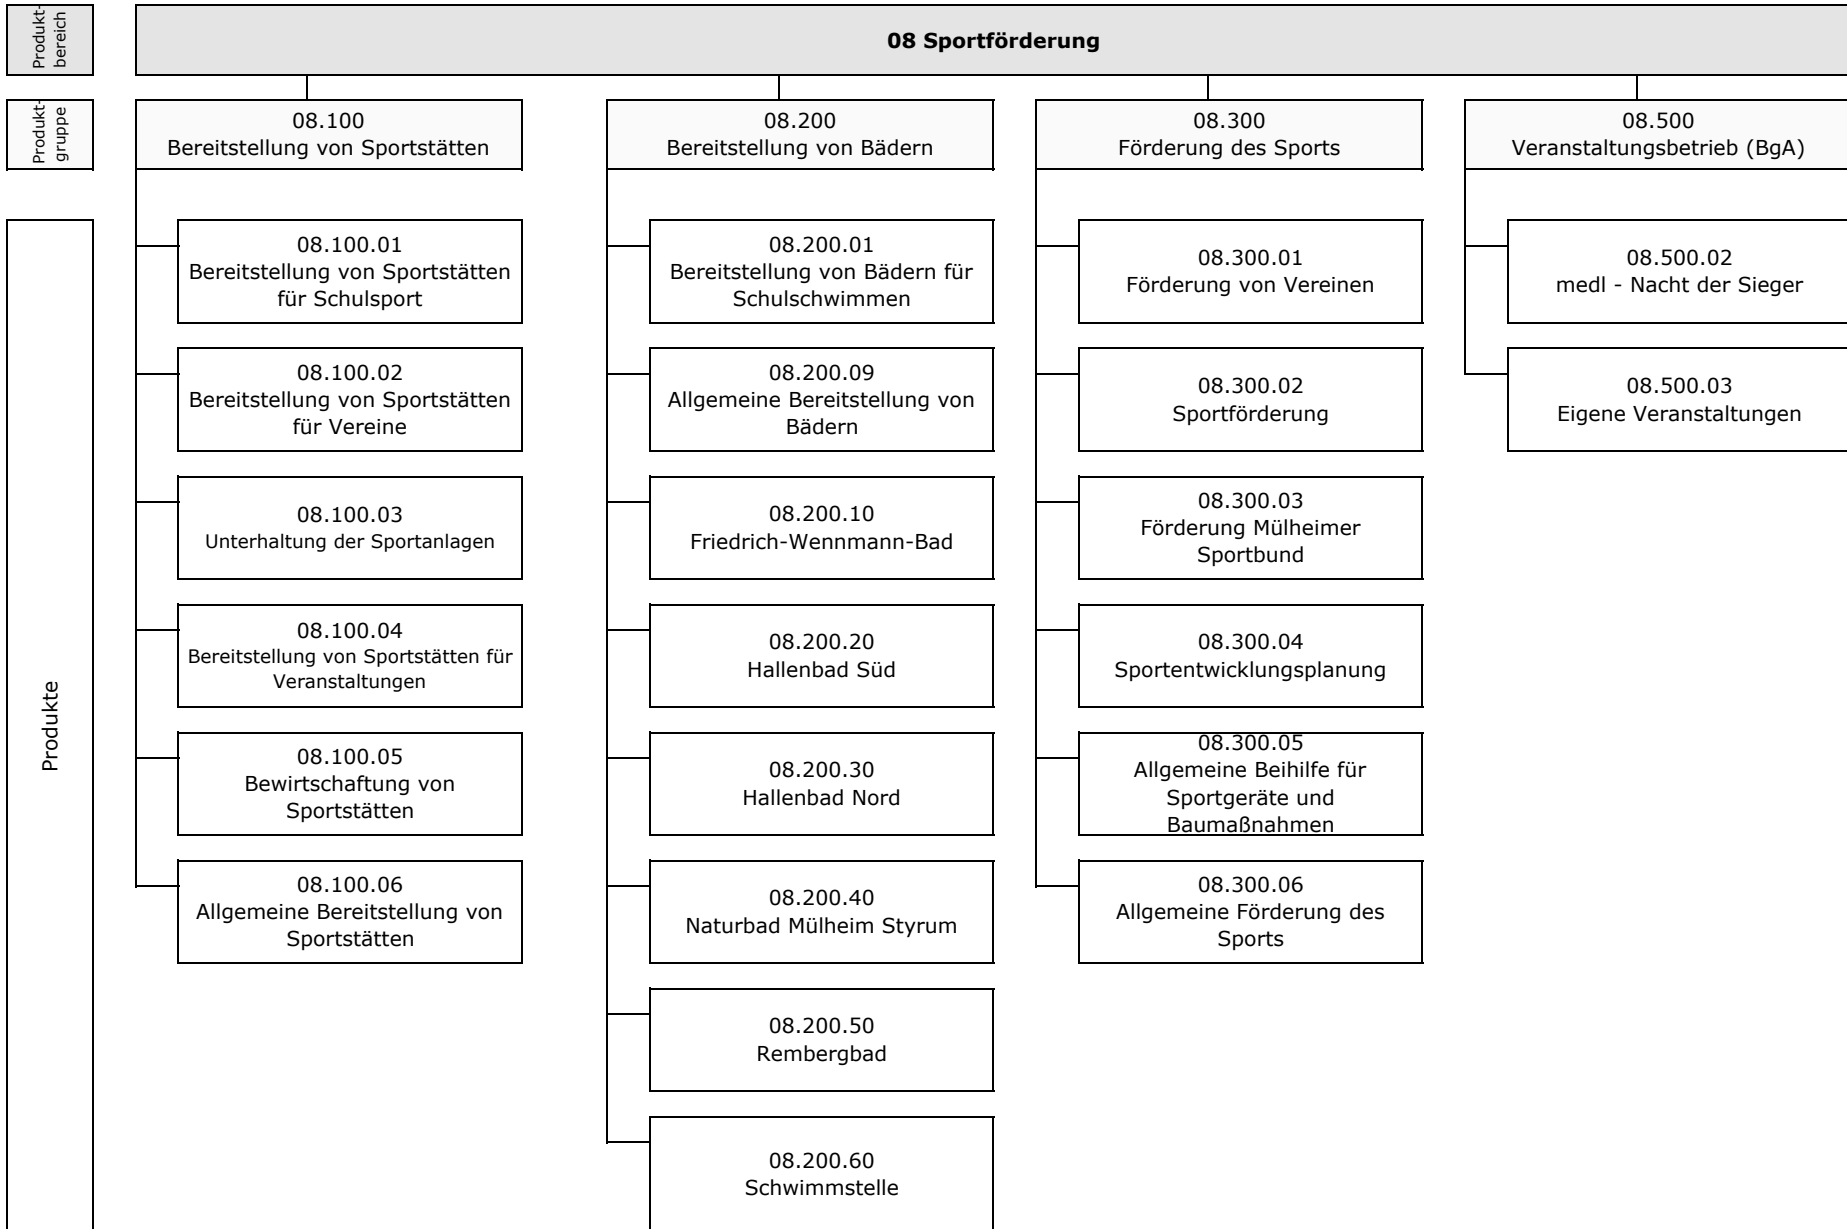 Produkt-
bereich
08 Sportförderung
Produkt-
gruppe
08.100
Bereitstellung von Sportstätten
08.200
Bereitstellung von Bädern
08.300
Förderung des Sports
08.500
Veranstaltungsbetrieb (BgA)
Produkte
08.100.01
Bereitstellung von Sportstätten
für Schulsport
08.100.02
Bereitstellung von Sportstätten
für Vereine
08.100.03
Unterhaltung der Sportanlagen
08.100.04
Bereitstellung von Sportstätten für
Veranstaltungen
08.100.05
Bewirtschaftung von
Sportstätten
08.100.06
Allgemeine Bereitstellung von
Sportstätten
08.200.01
Bereitstellung von Bädern für
Schulschwimmen
08.200.09
Allgemeine Bereitstellung von
Bädern
08.200.10
Friedrich-Wennmann-Bad
08.200.20
Hallenbad Süd
08.200.30
Hallenbad Nord
08.200.40
Naturbad Mülheim Styrum
08.200.50
Rembergbad
08.200.60
Schwimmstelle
08.300.01
Förderung von Vereinen
08.300.02
Sportförderung
08.300.03
Förderung Mülheimer
Sportbund
08.300.04
Sportentwicklungsplanung
08.300.05
Allgemeine Beihilfe für
Sportgeräte und
Baumaßnahmen
08.300.06
Allgemeine Förderung des
Sports
08.500.02
medl - Nacht der Sieger
08.500.03
Eigene Veranstaltungen